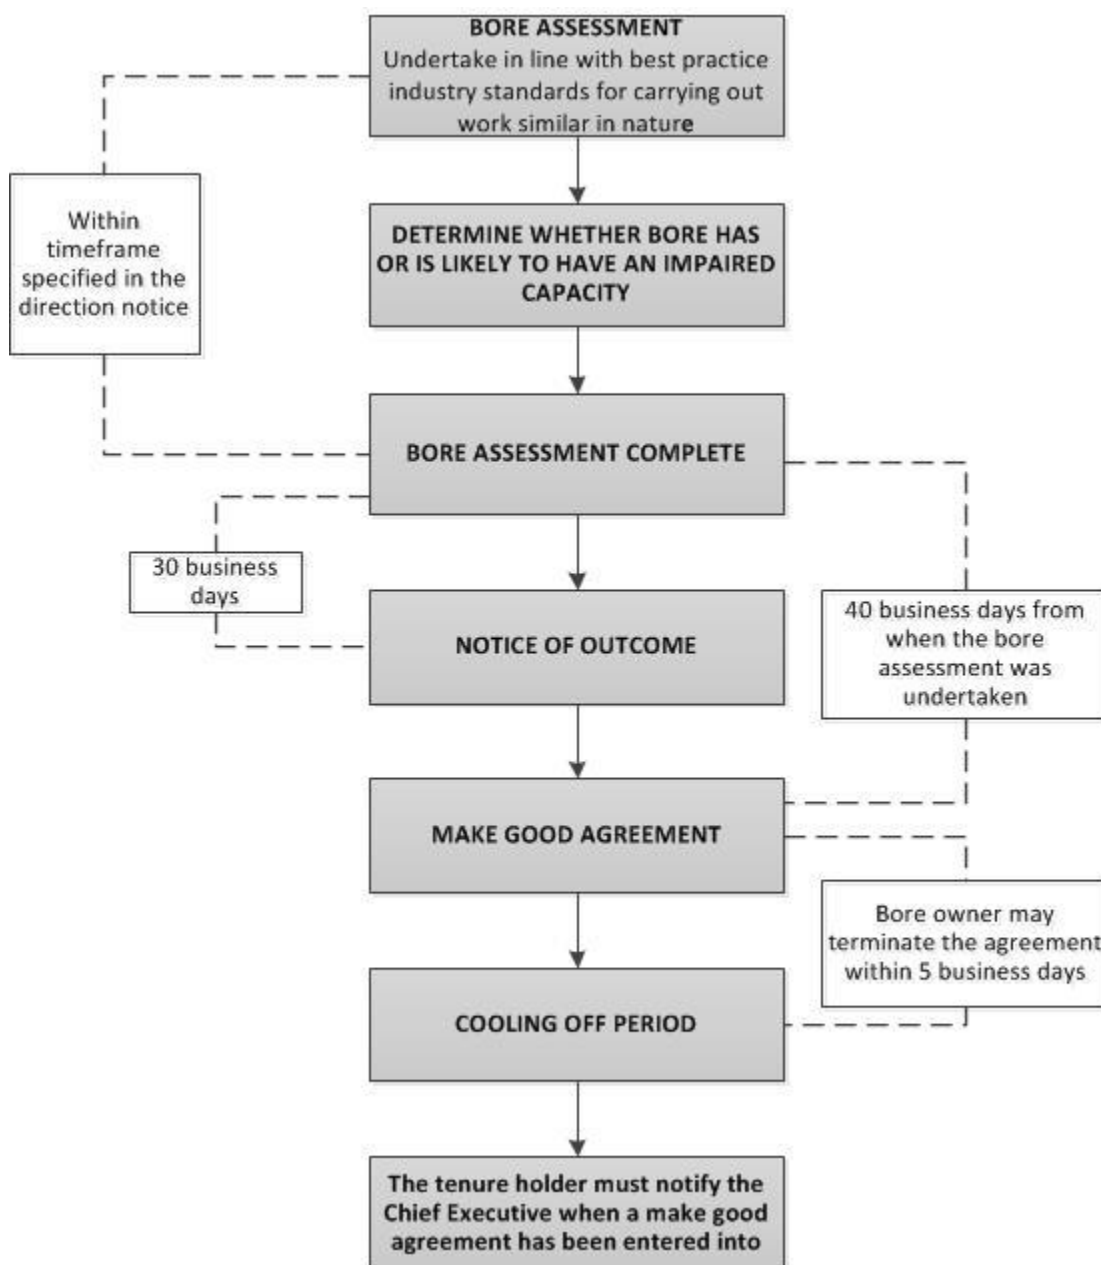 BORE ASSESSMENT
Undertake in line with best practice
industry standards for carrying out
work similar in nature
Within
timeframe
specified in the
direction notice
DETERMINE WHETHER BORE HAS
OR IS LIKELY TO HAVE AN IMPAIRED
CAPACITY
BORE ASSESSMENT COMPLETE
30 business
days
NOTICE OF OUTCOME
40 business days from
when the bore
assessment was
undertaken
MAKE GOOD AGREEMENT
Bore owner may
terminate the agreement
within 5 business days
COOLING OFF PERIOD
The tenure holder must notify the
Chief Executive when a make good
agreement has been entered into